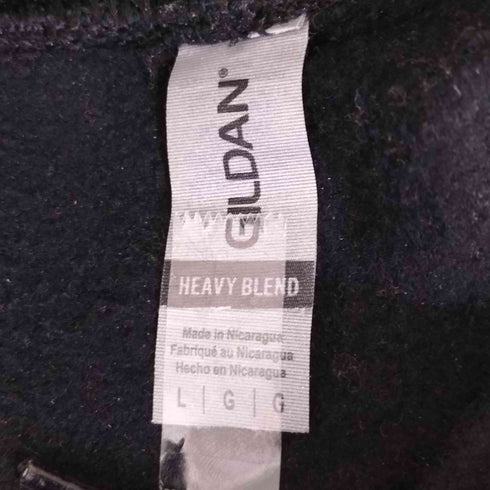 GILDAN®
HEAVY BLEND
Made in Nicaragua
Fabriqué au Nicaragua
Hecho en Nicaragua
L | G | G